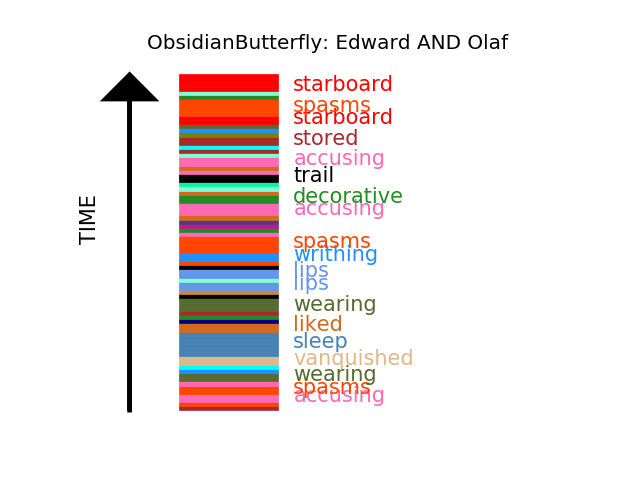 ObsidianButterfly: Edward AND Olaf
TIME
starboard
spasms
starboard
stored
accusing
trail
decorative
accusing
spasms
writhing
lips
lips
wearing
liked
sleep
vanquished
wearing
spasms
accusing